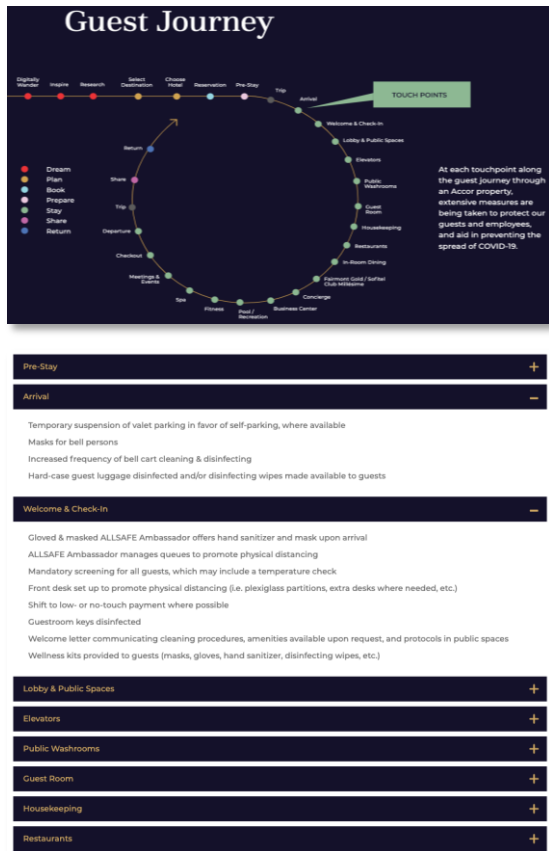 Guest Journey
Digitally
Wander
Inspire
Research
Select
Destination
Choose
Hotel
Reservation
Pre-Stay
Trip
Arrival
TOUCH POINTS
Welcome & Check-In
Lobby & Public Spaces
Elevators
Public
Washrooms
Guest
Room
Housekeeping
Restaurants
In-Room Dining
Fairmont Gold / Sofitel
Club Millésime
Concierge
Business Center
Pool /
Recreation
Fitness
Spa
Meetings &
Events
Checkout
Departure
Trip
Share
Return
Dream
Plan
Book
Prepare
Stay
Share
Return
At each touchpoint along
the guest journey through
an Accor property,
extensive measures are
being taken to protect our
guests and employees,
and aid in preventing the
spread of COVID-19.
Pre-Stay +
Arrival −
Temporary suspension of valet parking in favor of self-parking, where available
Masks for bell persons
Increased frequency of bell cart cleaning & disinfecting
Hard-case guest luggage disinfected and/or disinfecting wipes made available to guests
Welcome & Check-In −
Gloved & masked ALLSAFE Ambassador offers hand sanitizer and mask upon arrival
ALLSAFE Ambassador manages queues to promote physical distancing
Mandatory screening for all guests, which may include a temperature check
Front desk set up to promote physical distancing (i.e. plexiglass partitions, extra desks where needed, etc.)
Shift to low- or no-touch payment where possible
Guestroom keys disinfected
Welcome letter communicating cleaning procedures, amenities available upon request, and protocols in public spaces
Wellness kits provided to guests (masks, gloves, hand sanitizer, disinfecting wipes, etc.)
Lobby & Public Spaces +
Elevators +
Public Washrooms +
Guest Room +
Housekeeping +
Restaurants +